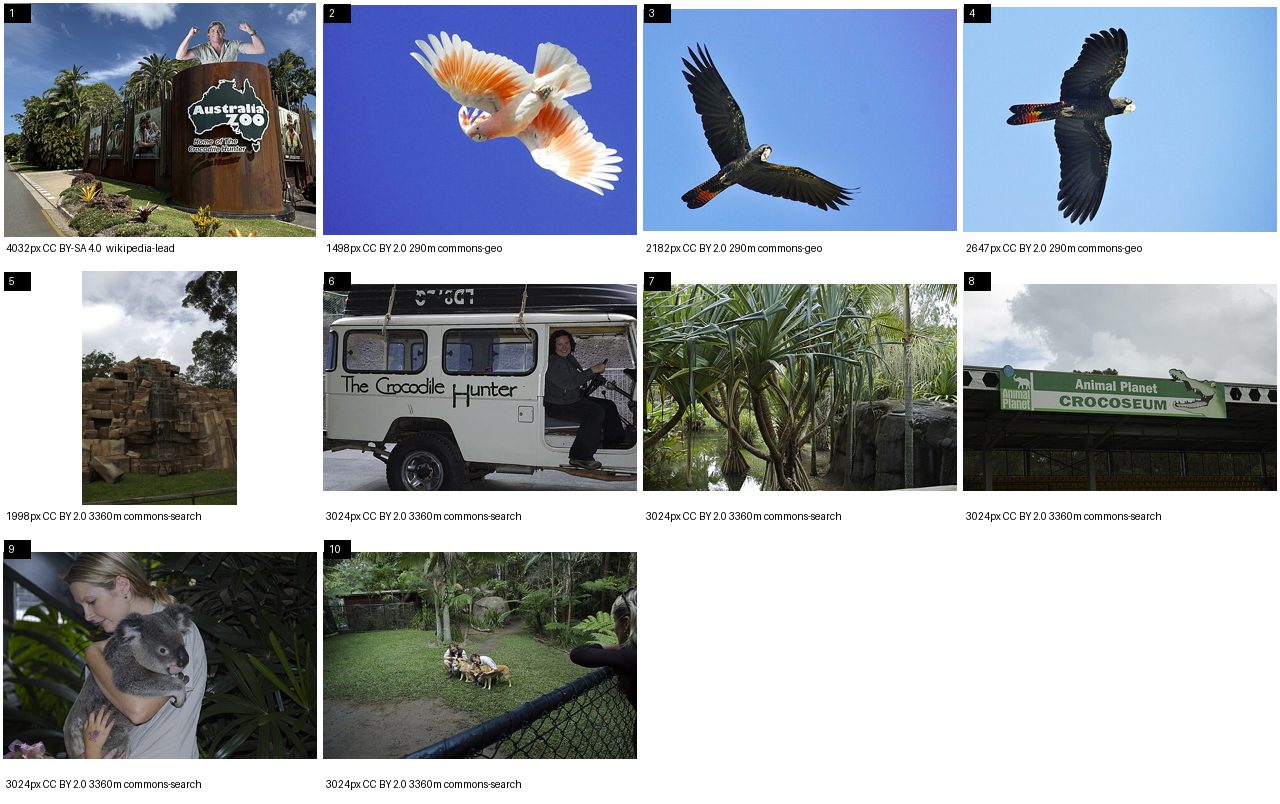 1
2
3
4
Australia
ZOO
Home of The
Crocodile Hunter
4032px CC BY-SA 4.0 wikipedia-lead
1498px CC BY 2.0 290m commons-geo
2182px CC BY 2.0 290m commons-geo
2647px CC BY 2.0 290m commons-geo
5
6
7
8
The Crocodile Hunter
Animal Planet
CROCOSEUM
Animal
Planet
1998px CC BY 2.0 3360m commons-search
3024px CC BY 2.0 3360m commons-search
3024px CC BY 2.0 3360m commons-search
3024px CC BY 2.0 3360m commons-search
9
10
3024px CC BY 2.0 3360m commons-search
3024px CC BY 2.0 3360m commons-search